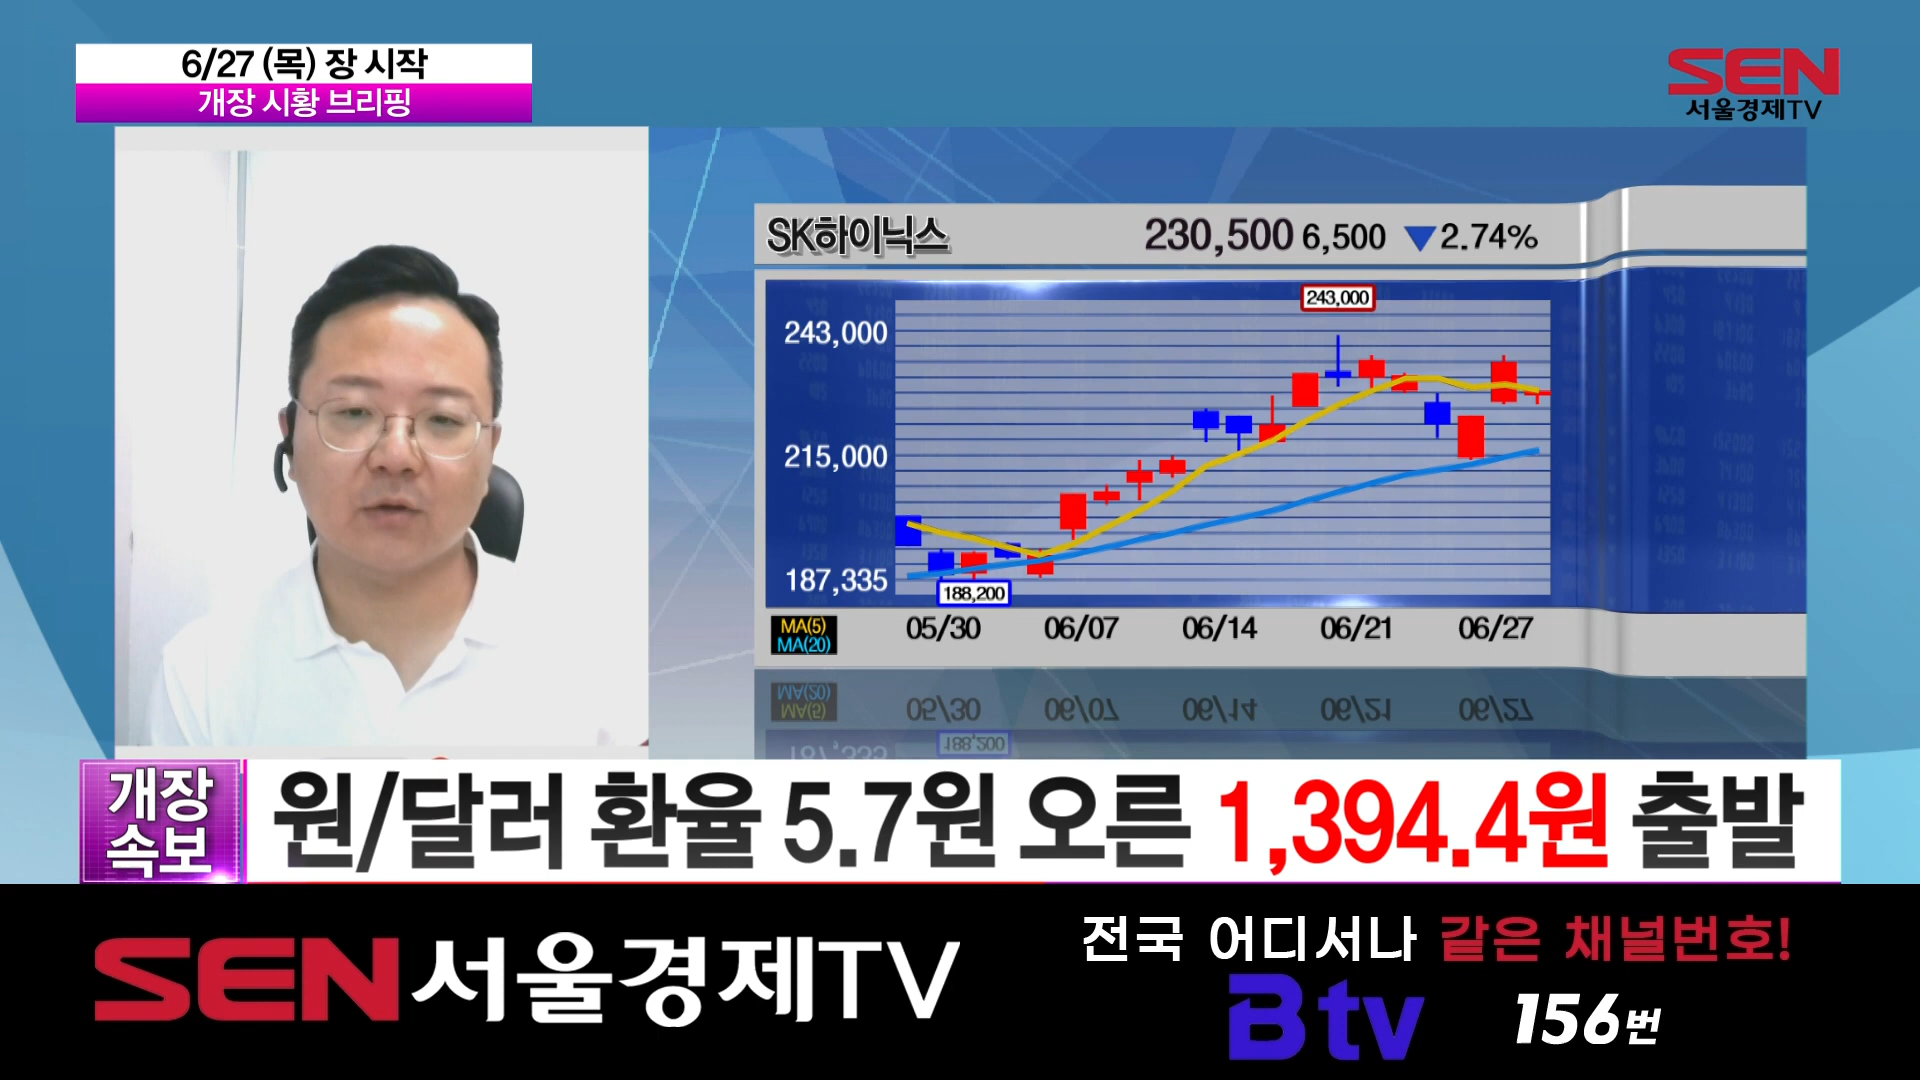 6/27 (목) 장 시작
개장 시황 브리핑
SEN
서울경제TV
SK하이닉스 230,500 6,500 ▼2.74%
243,000
243,000
215,000
187,335
188,200
MA(5)
MA(20)
05/30 06/07 06/14 06/21 06/27
개장
속보
원/달러 환율 5.7원 오른 1,394.4원 출발
SEN서울경제TV
전국 어디서나 같은 채널번호!
B tv 156번